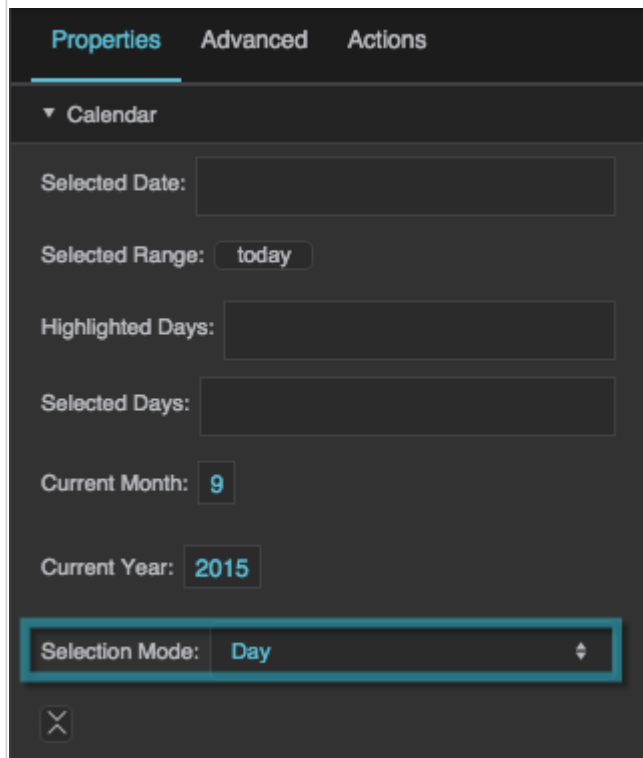 Properties Advanced Actions
Calendar
Selected Date:
Selected Range: today
Highlighted Days:
Selected Days:
Current Month: 9
Current Year: 2015
Selection Mode: Day